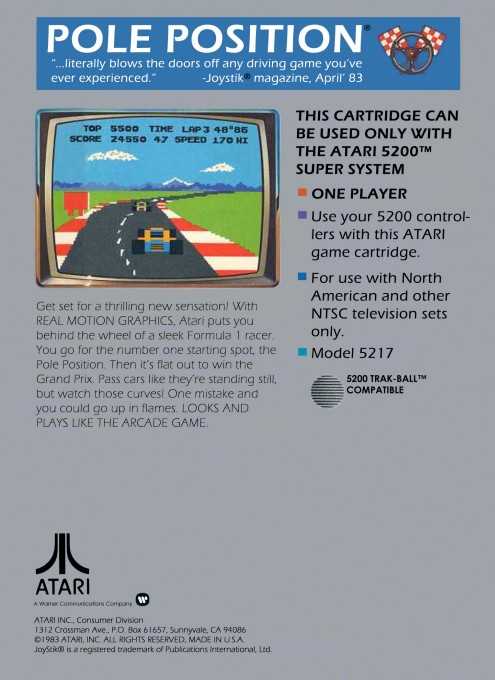 POLE POSITION®
“...literally blows the doors off any driving game you’ve
ever experienced.” -Joystik® magazine, April’ 83
TOP 5500 TIME LAP3 48"86
SCORE 24550 47 SPEED 170 HI
Get set for a thrilling new sensation! With
REAL MOTION GRAPHICS, Atari puts you
behind the wheel of a sleek Formula 1 racer.
You go for the number one starting spot, the
Pole Position. Then it’s flat out to win the
Grand Prix. Pass cars like they’re standing still,
but watch those curves! One mistake and
you could go up in flames. LOOKS AND
PLAYS LIKE THE ARCADE GAME.
THIS CARTRIDGE CAN
BE USED ONLY WITH
THE ATARI 5200™
SUPER SYSTEM
ONE PLAYER
Use your 5200 control-
lers with this ATARI
game cartridge.
For use with North
American and other
NTSC television sets
only.
Model 5217
5200 TRAK-BALL™
COMPATIBLE
ATARI
A Warner Communications Company
ATARI INC., Consumer Division
1312 Crossman Ave., P.O. Box 61657, Sunnyvale, CA 94086
©1983 ATARI, INC. ALL RIGHTS RESERVED, MADE IN U.S.A.
JoyStik® is a registered trademark of Publications International, Ltd.